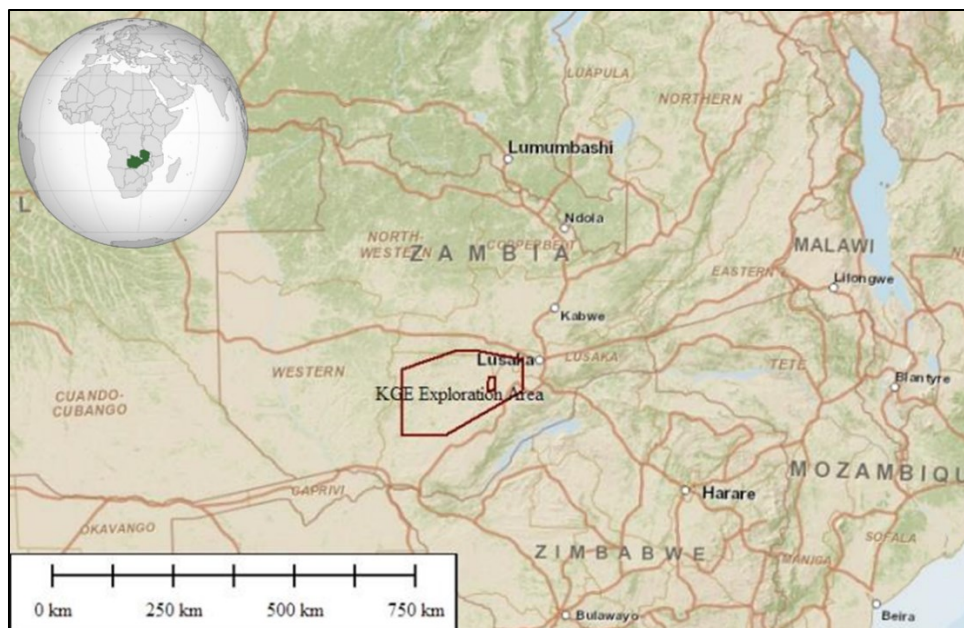 LUAPULA
NORTHERN
Lumumbashi
L
Ndola
NORTH-
WESTERN
COPPERBELT
ZAMBIA
MALAWI
EASTERN
Lilongwe
Kabwe
Lusaka
LUSAKA
WESTERN
TETE
Blantyre
CUANDO-
CUBANGO
KGE Exploration Area
MOZAMBIQU
CAPRIVI
Harare
OKAVANGO
SOFALA
ZIMBABWE
MANICA
Bulawayo
Beira
0 km 250 km 500 km 750 km